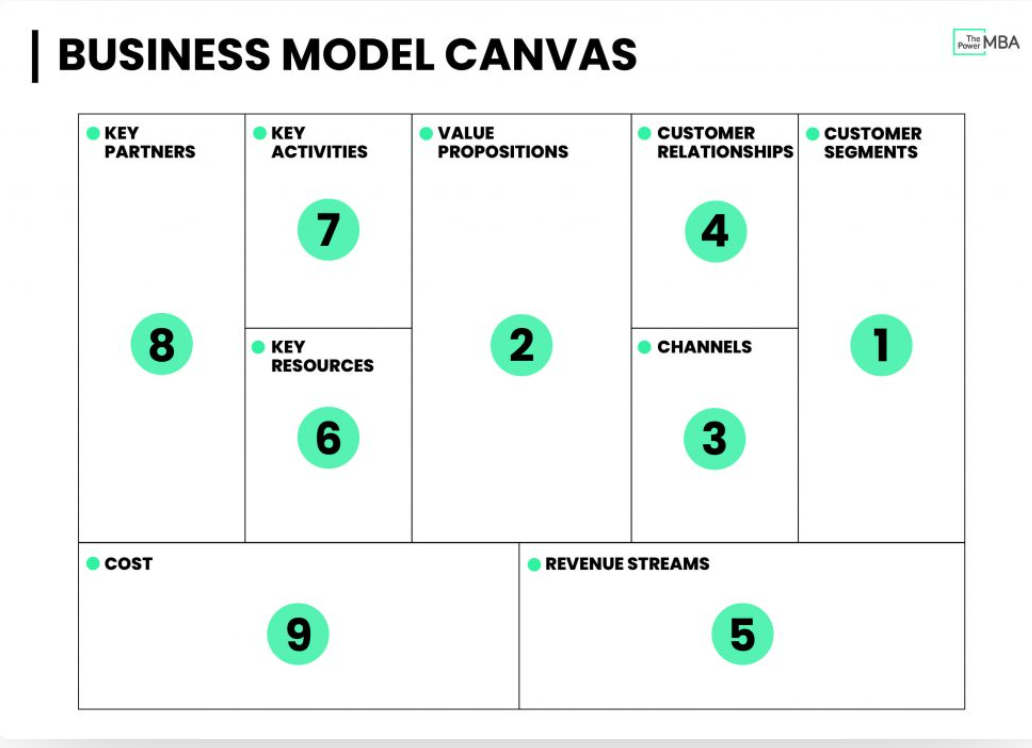 BUSINESS MODEL CANVAS
The
Power MBA
KEY
PARTNERS
8
KEY
ACTIVITIES
7
KEY
RESOURCES
6
VALUE
PROPOSITIONS
2
CUSTOMER
RELATIONSHIPS
4
CHANNELS
3
CUSTOMER
SEGMENTS
1
COST
9
REVENUE STREAMS
5